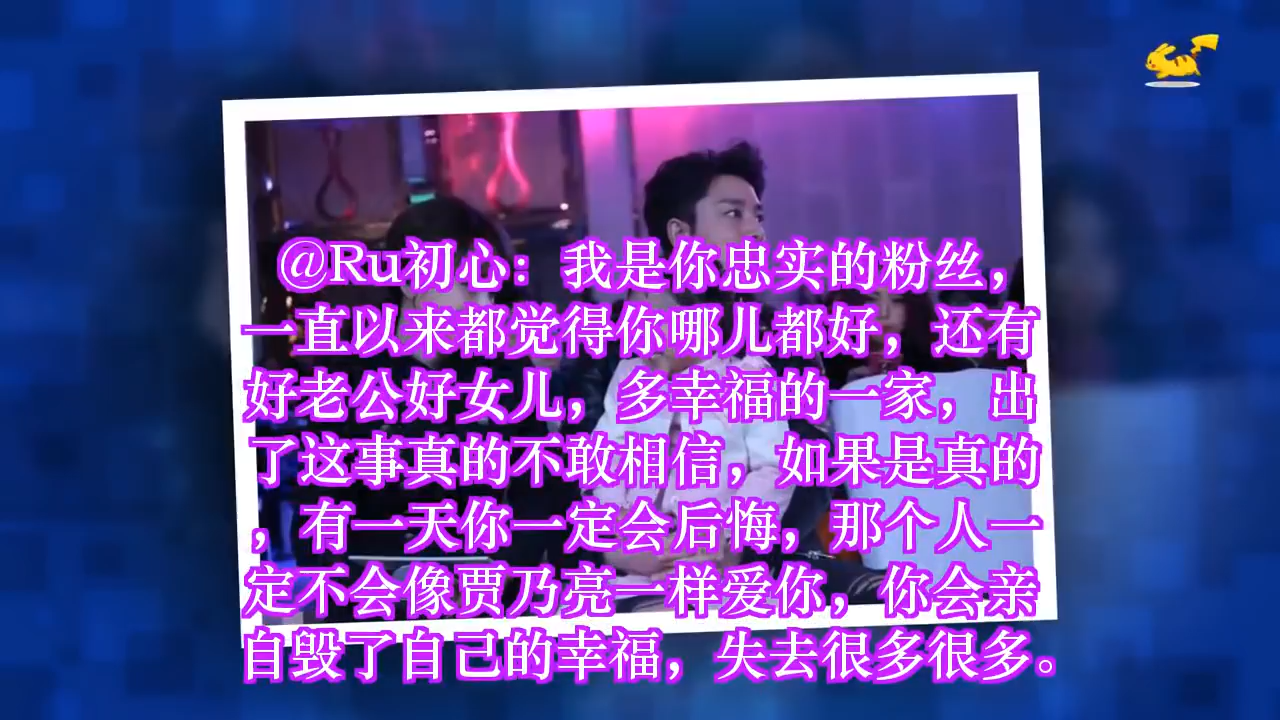 @Ru初心：我是你忠实的粉丝，
一直以来都觉得你哪儿都好，还有
好老公好女儿，多幸福的一家，出
了这事真的不敢相信，如果是真的
，有一天你一定会后悔，那个人一
定不会像贾乃亮一样爱你，你会亲
自毁了自己的幸福，失去很多很多。